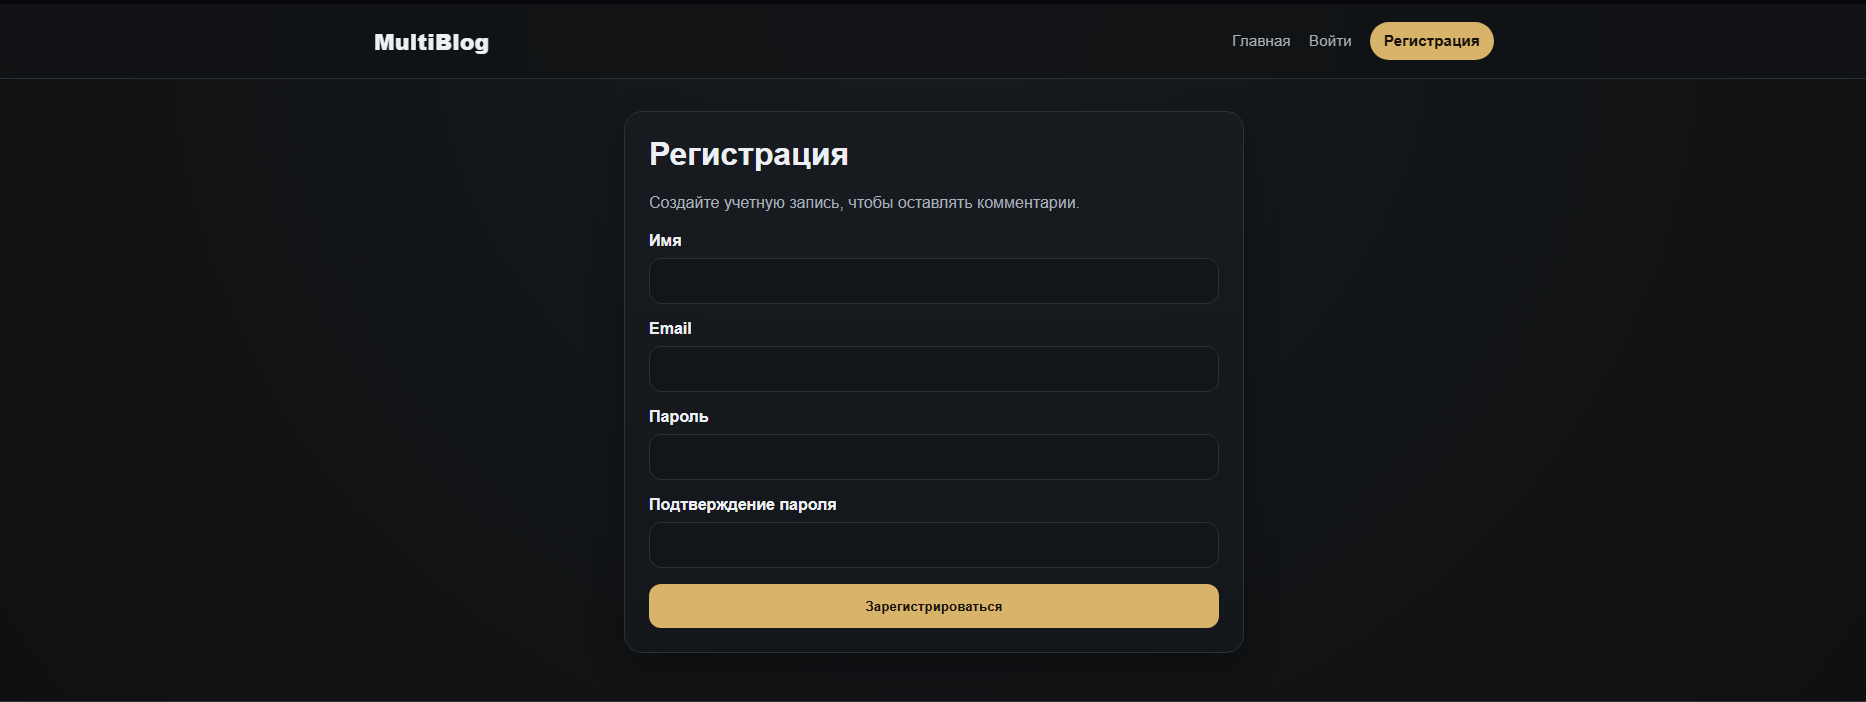 MultiBlog
Главная Войти Регистрация
Регистрация
Создайте учетную запись, чтобы оставлять комментарии.
Имя
Email
Пароль
Подтверждение пароля
Зарегистрироваться